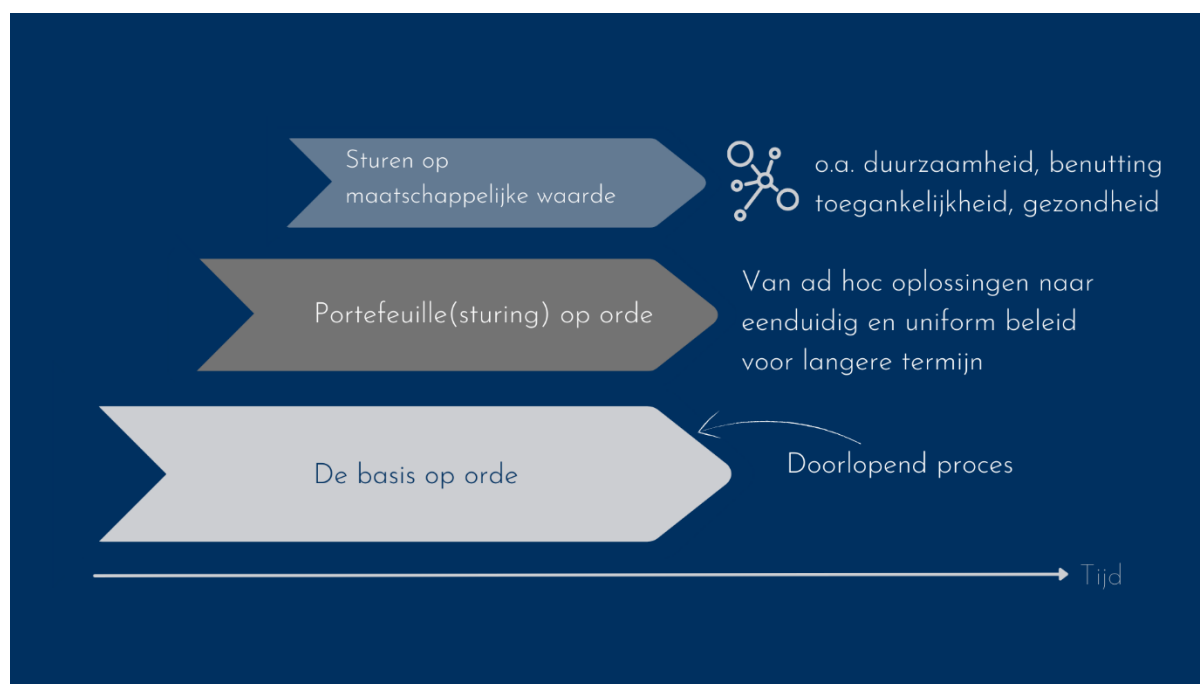 Sturen op
maatschappelijke waarde
o.a. duurzaamheid, benutting
toegankelijkheid, gezondheid
Portefeuille(sturing) op orde
Van ad hoc oplossingen naar
eenduidig en uniform beleid
voor langere termijn
De basis op orde
Doorlopend proces
Tijd